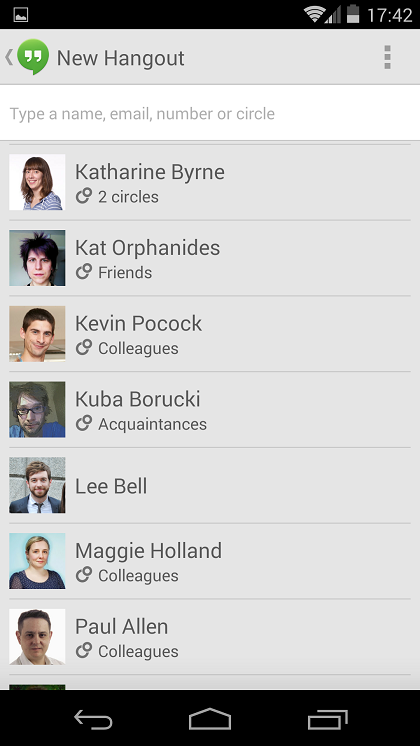 17:42
New Hangout
Type a name, email, number or circle
Katharine Byrne
2 circles
Kat Orphanides
Friends
Kevin Pocock
Colleagues
Kuba Borucki
Acquaintances
Lee Bell
Maggie Holland
Colleagues
Paul Allen
Colleagues